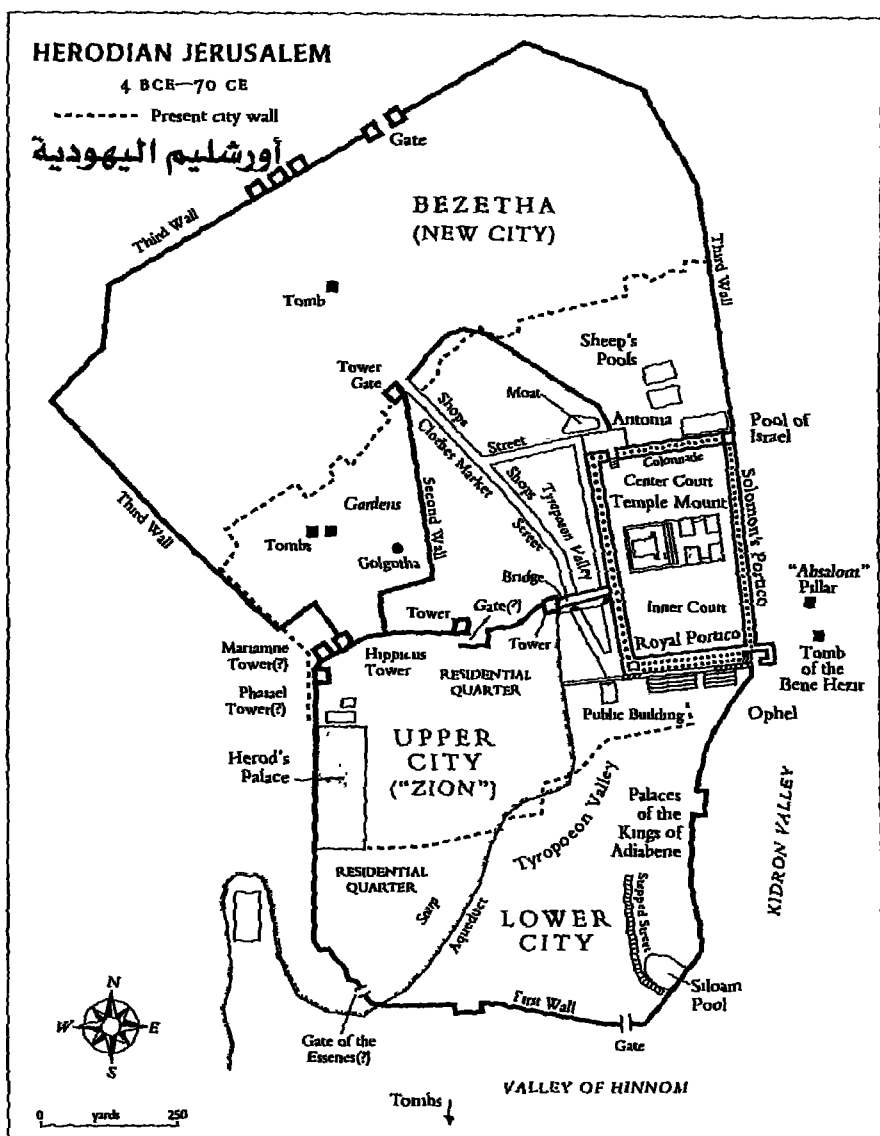 HERODIAN JERUSALEM
4 BCE—70 CE
Present city wall
أورشليم اليهودية
Gate
Third Wall
BEZETHA
(NEW CITY)
Third Wall
Tomb
Sheep's
Pools
Tower
Gate
Moat
Shops
Antonia
Pool of
Israel
Street
Clothes Market
Colonnade
Center Court
Temple Mount
Second Wall
Shops
Tyropoeon Valley
Solomon's Portico
Third Wall
Gardens
Street
Tombs
Golgotha
Bridge
"Absalom"
Pillar
Inner Court
Tower
Gate(?)
Tower
Royal Portico
Mariamne
Tower(?)
Hippicus
Tower
Tomb
of the
Bene Hezir
RESIDENTIAL
QUARTER
Phasael
Tower(?)
Public Building
Ophel
UPPER
CITY
("ZION")
Herod's
Palace
Tyropoeon Valley
Palaces
of the
Kings of
Adiabene
KIDRON VALLEY
RESIDENTIAL
QUARTER
Scarp
Aqueduct
LOWER
CITY
Stepped Street
Siloam
Pool
First Wall
Gate of the
Essenes(?)
Gate
N
W E
S
VALLEY OF HINNOM
Tombs
0 yards 250